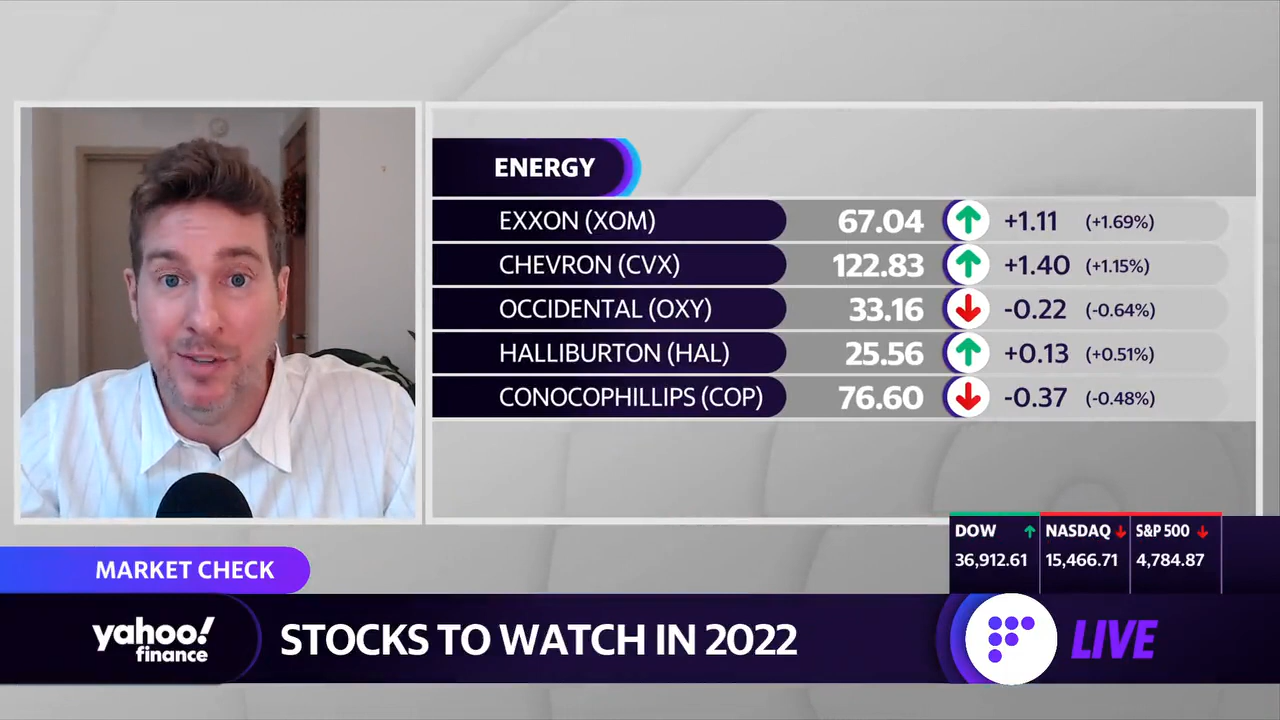 ENERGY
EXXON (XOM) 67.04 +1.11 (+1.69%)
CHEVRON (CVX) 122.83 +1.40 (+1.15%)
OCCIDENTAL (OXY) 33.16 -0.22 (-0.64%)
HALLIBURTON (HAL) 25.56 +0.13 (+0.51%)
CONOCOPHILLIPS (COP) 76.60 -0.37 (-0.48%)
DOW NASDAQ S&P 500
36,912.61 15,466.71 4,784.87
MARKET CHECK
yahoo!
finance
STOCKS TO WATCH IN 2022
LIVE